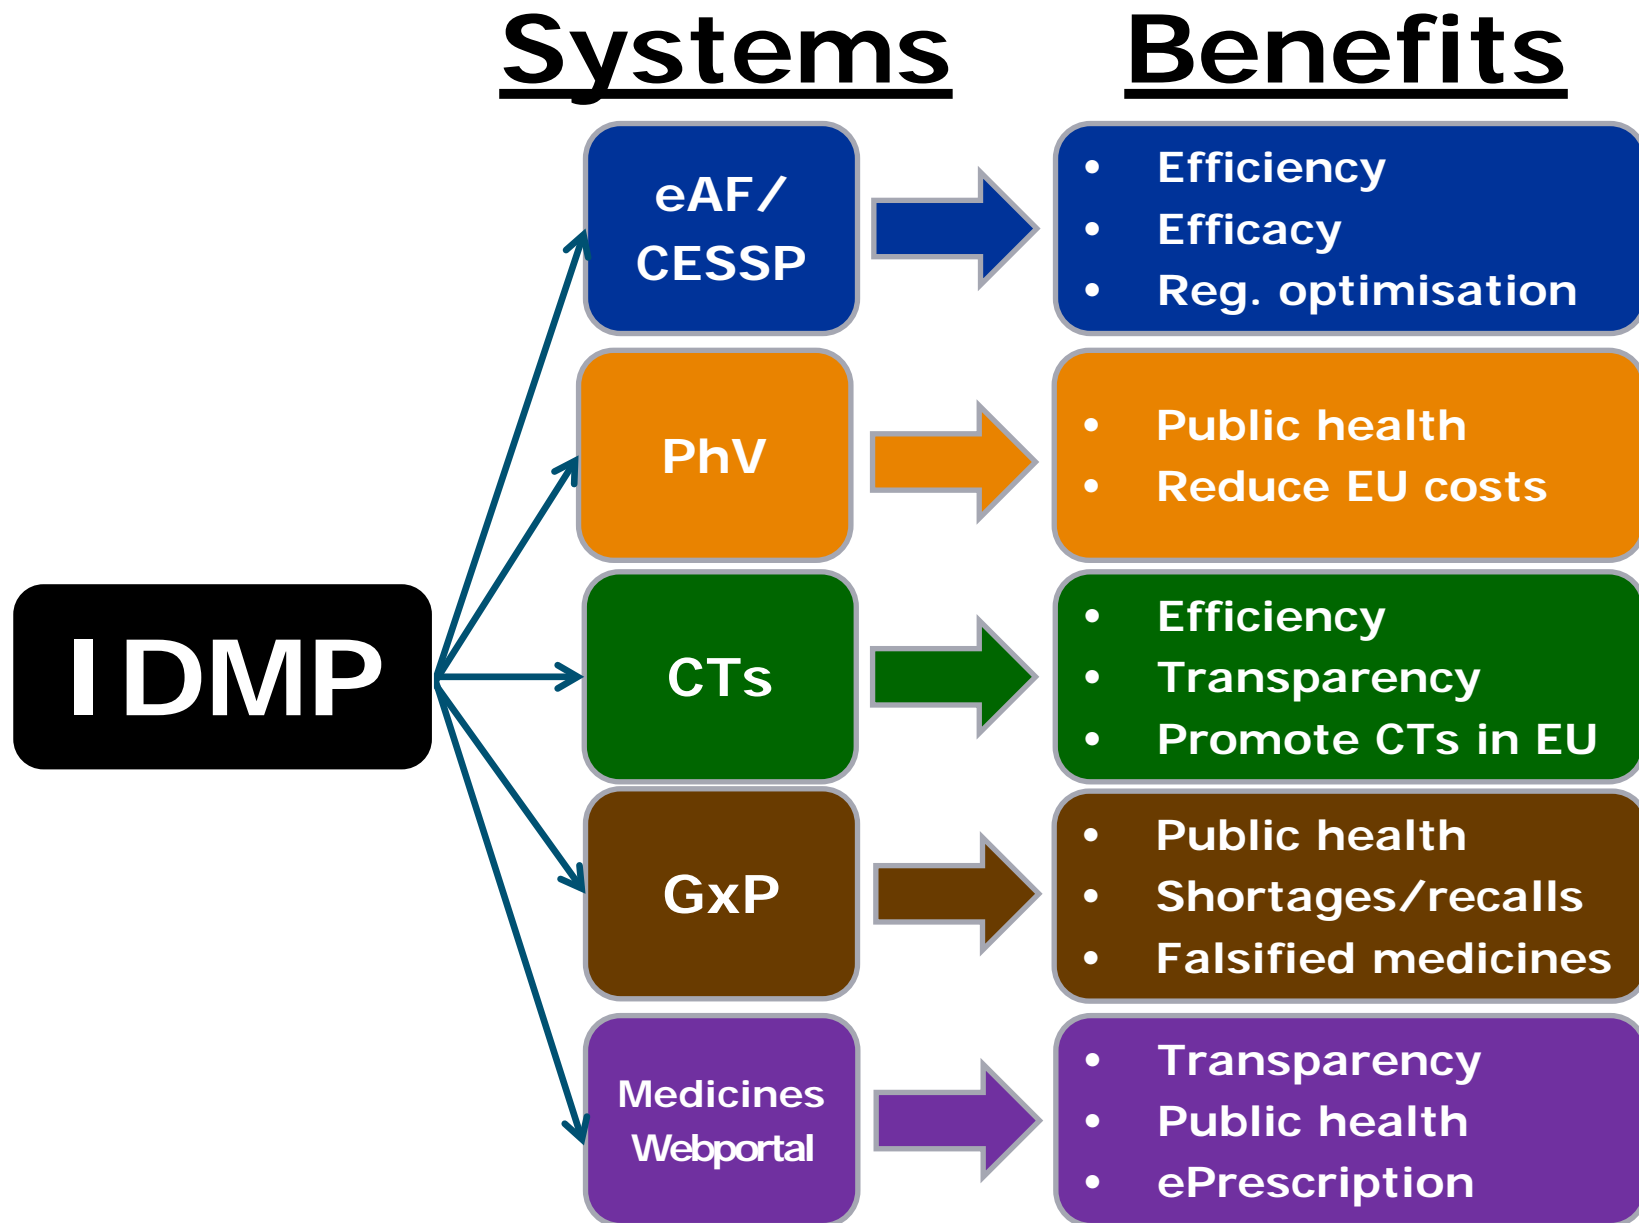 Systems
Benefits
eAF/
CESSP
• Efficiency
• Efficacy
• Reg. optimisation
PhV
• Public health
• Reduce EU costs
IDMP
CTs
• Efficiency
• Transparency
• Promote CTs in EU
GxP
• Public health
• Shortages/recalls
• Falsified medicines
Medicines
Webportal
• Transparency
• Public health
• ePrescription